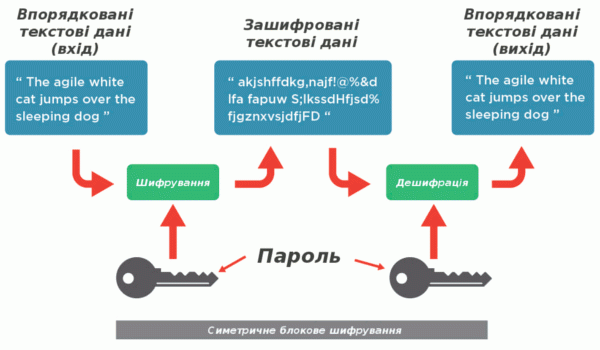 Впорядковані
текстові дані
(вхід)
Зашифровані
текстові дані
Впорядковані
текстові дані
(вихід)
“ The agile white
cat jumps over the
sleeping dog ”
“ akjshffdkg,najf!@%&d
lfa fapuw S;lkssdHfjsd%
fjgznxvsjdfjFD “
“ The agile white
cat jumps over the
sleeping dog ”
Шифрування
Дешифрація
Пароль
Симетричне блокове шифрування